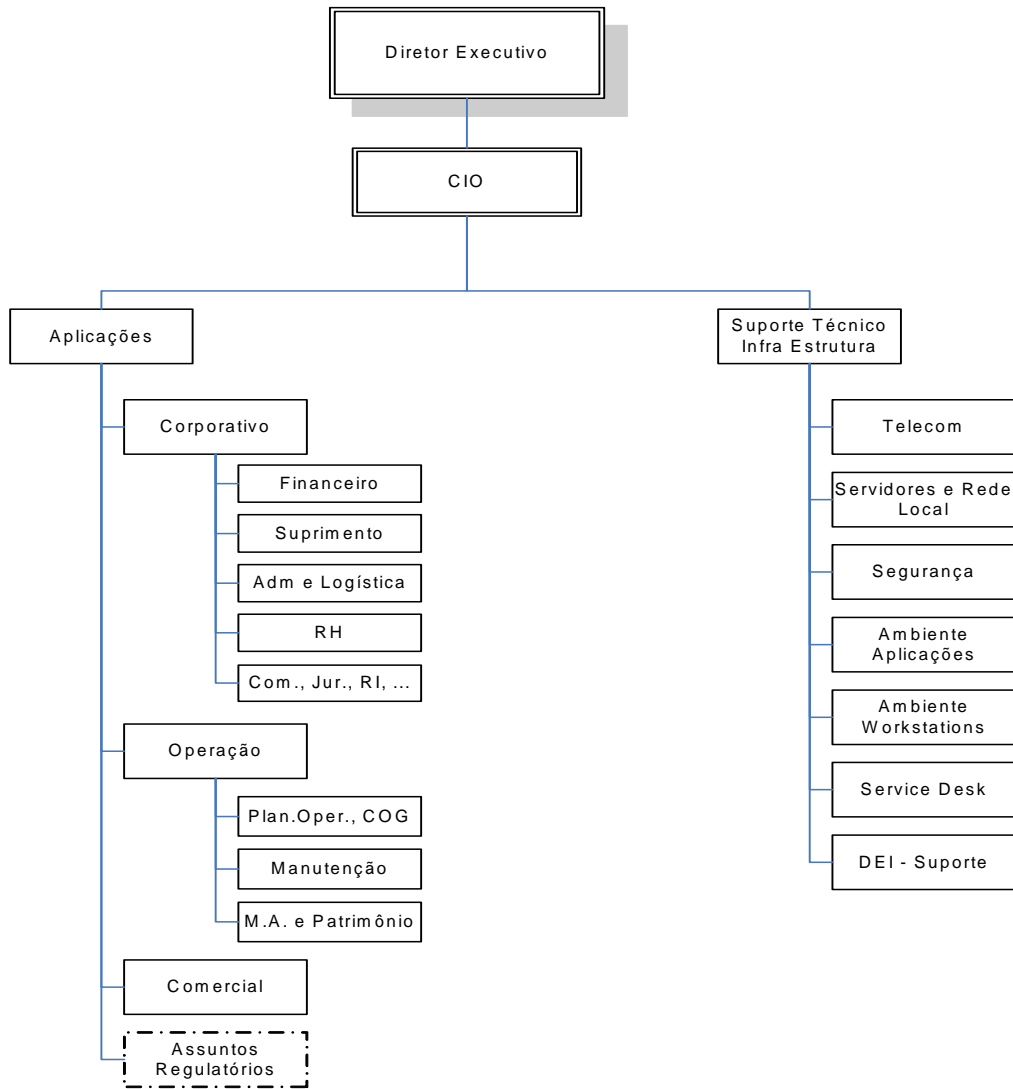 Diretor Executivo
CIO
Aplicações
Corporativo
Financeiro
Suprimento
Adm e Logística
RH
Com., Jur., RI, ...
Operação
Plan.Oper., COG
Manutenção
M.A. e Patrimônio
Comercial
Assuntos
Regulatórios
Suporte Técnico
Infra Estrutura
Telecom
Servidores e Rede
Local
Segurança
Ambiente
Aplicações
Ambiente
Workstations
Service Desk
DEI - Suporte